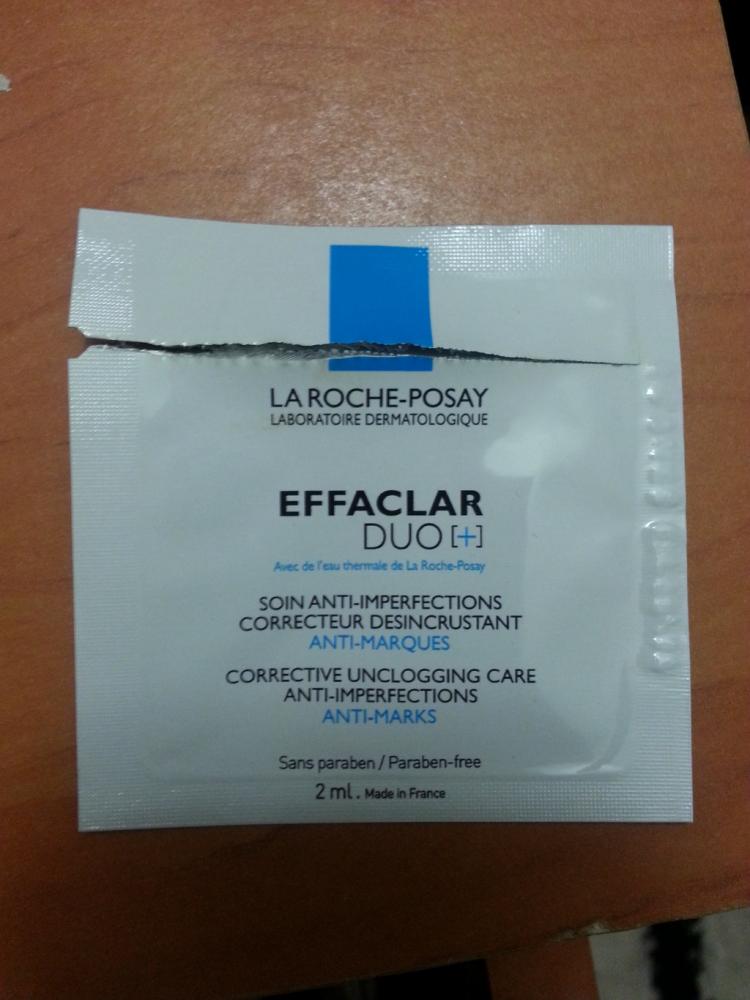 LA ROCHE-POSAY
LABORATOIRE DERMATOLOGIQUE
EFFACLAR
DUO [+]
Avec de l'eau thermale de La Roche-Posay
SOIN ANTI-IMPERFECTIONS
CORRECTEUR DESINCRUSTANT
ANTI-MARQUES
CORRECTIVE UNCLOGGING CARE
ANTI-IMPERFECTIONS
ANTI-MARKS
Sans paraben / Paraben-free
2 ml . Made in France